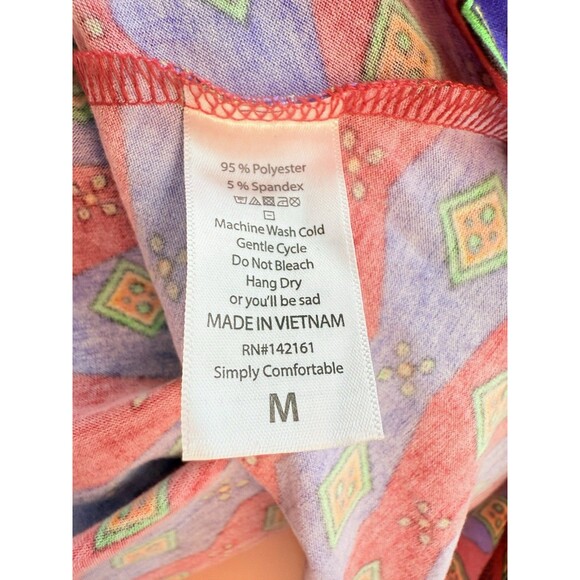 95 % Polyester
5 % Spandex
Machine Wash Cold
Gentle Cycle
Do Not Bleach
Hang Dry
or you'll be sad
MADE IN VIETNAM
RN#142161
Simply Comfortable
M